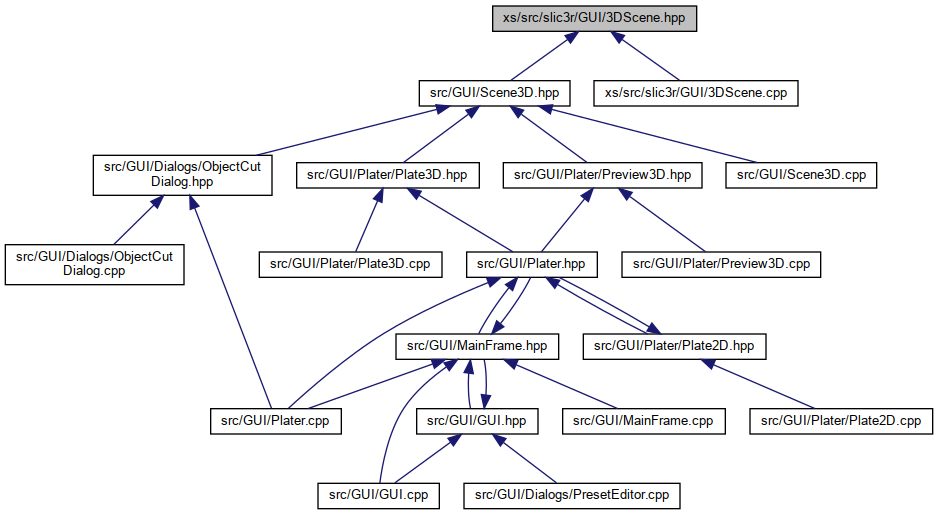 xs/src/slic3r/GUI/3DScene.hpp
src/GUI/Scene3D.hpp
xs/src/slic3r/GUI/3DScene.cpp
src/GUI/Dialogs/ObjectCut
Dialog.hpp
src/GUI/Plater/Plate3D.hpp
src/GUI/Plater/Preview3D.hpp
src/GUI/Scene3D.cpp
src/GUI/Dialogs/ObjectCut
Dialog.cpp
src/GUI/Plater/Plate3D.cpp
src/GUI/Plater.hpp
src/GUI/Plater/Preview3D.cpp
src/GUI/MainFrame.hpp
src/GUI/Plater/Plate2D.hpp
src/GUI/Plater.cpp
src/GUI/GUI.hpp
src/GUI/MainFrame.cpp
src/GUI/Plater/Plate2D.cpp
src/GUI/GUI.cpp
src/GUI/Dialogs/PresetEditor.cpp